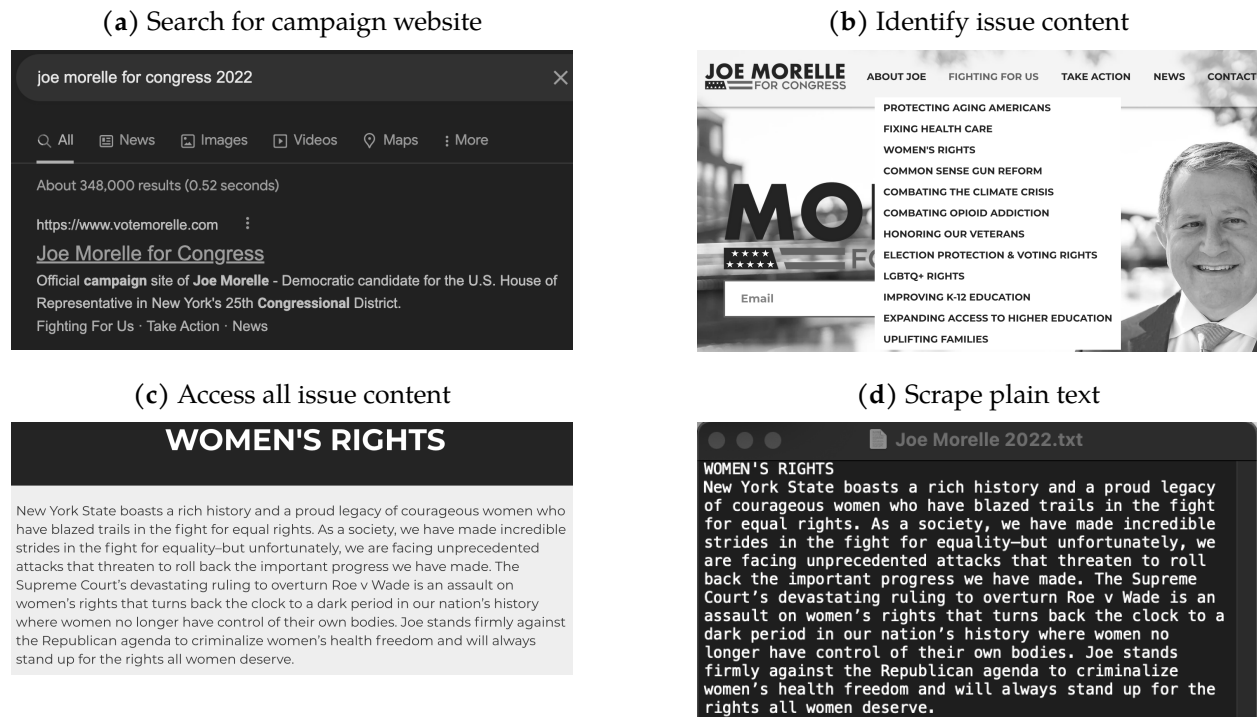 (a) Search for campaign website
joe morelle for congress 2022
All News Images Videos Maps More
About 348,000 results (0.52 seconds)
https://www.votemorelle.com
Joe Morelle for Congress
Official campaign site of Joe Morelle - Democratic candidate for the U.S. House of
Representative in New York's 25th Congressional District.
Fighting For Us · Take Action · News
(b) Identify issue content
JOE MORELLE
FOR CONGRESS
ABOUT JOE FIGHTING FOR US TAKE ACTION NEWS CONTACT
PROTECTING AGING AMERICANS
FIXING HEALTH CARE
WOMEN'S RIGHTS
COMMON SENSE GUN REFORM
COMBATING THE CLIMATE CRISIS
COMBATING OPIOID ADDICTION
HONORING OUR VETERANS
ELECTION PROTECTION & VOTING RIGHTS
LGBTQ+ RIGHTS
IMPROVING K-12 EDUCATION
EXPANDING ACCESS TO HIGHER EDUCATION
UPLIFTING FAMILIES
MO
F
Email
(c) Access all issue content
WOMEN'S RIGHTS
New York State boasts a rich history and a proud legacy of courageous women who
have blazed trails in the fight for equal rights. As a society, we have made incredible
strides in the fight for equality–but unfortunately, we are facing unprecedented
attacks that threaten to roll back the important progress we have made. The
Supreme Court's devastating ruling to overturn Roe v Wade is an assault on
women's rights that turns back the clock to a dark period in our nation's history
where women no longer have control of their own bodies. Joe stands firmly against
the Republican agenda to criminalize women's health freedom and will always
stand up for the rights all women deserve.
(d) Scrape plain text
Joe Morelle 2022.txt
WOMEN'S RIGHTS
New York State boasts a rich history and a proud legacy
of courageous women who have blazed trails in the fight
for equal rights. As a society, we have made incredible
strides in the fight for equality—but unfortunately, we
are facing unprecedented attacks that threaten to roll
back the important progress we have made. The Supreme
Court's devastating ruling to overturn Roe v Wade is an
assault on women's rights that turns back the clock to a
dark period in our nation's history where women no
longer have control of their own bodies. Joe stands
firmly against the Republican agenda to criminalize
women's health freedom and will always stand up for the
rights all women deserve.